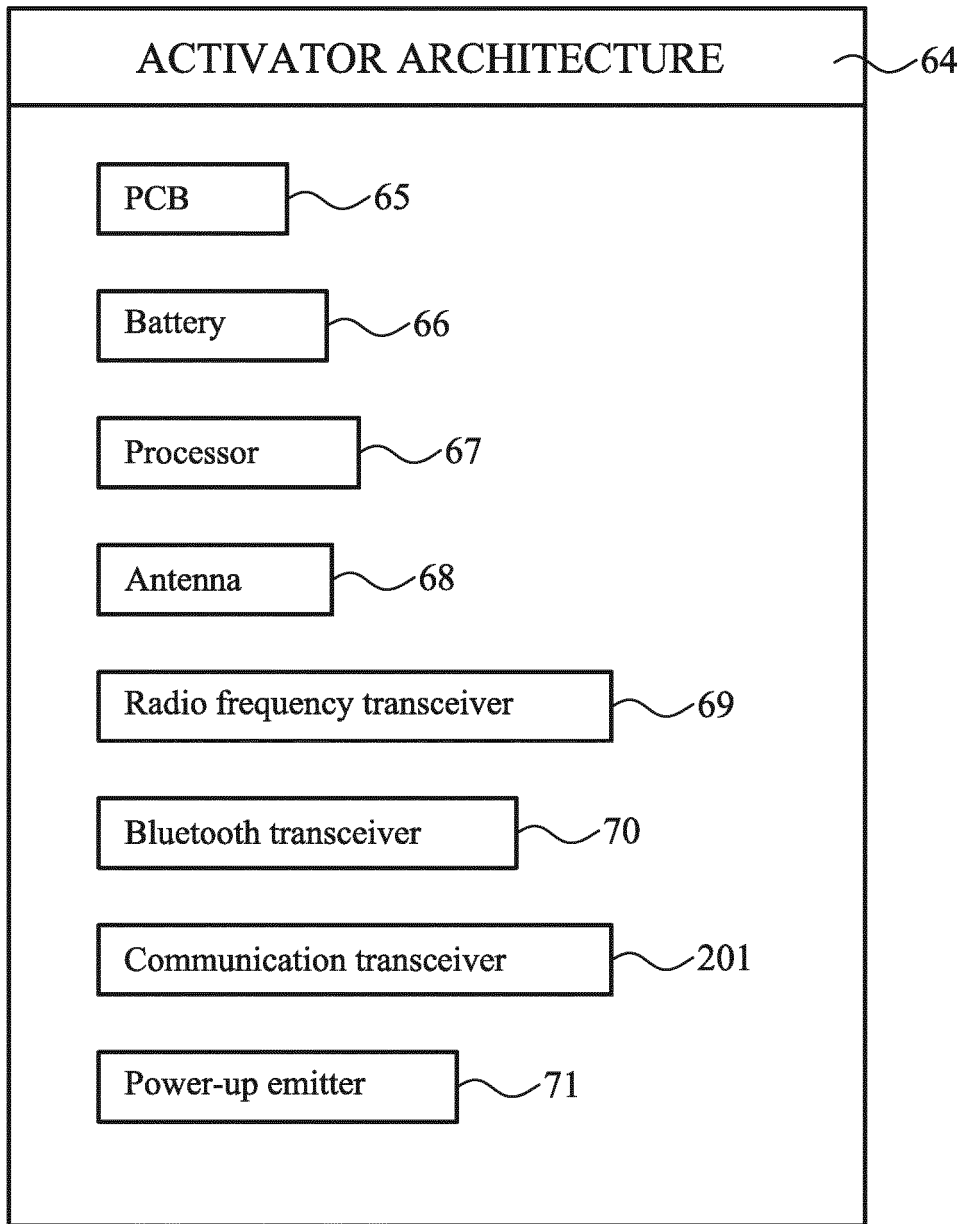 ACTIVATOR ARCHITECTURE 64
PCB 65
Battery 66
Processor 67
Antenna 68
Radio frequency transceiver 69
Bluetooth transceiver 70
Communication transceiver 201
Power-up emitter 71